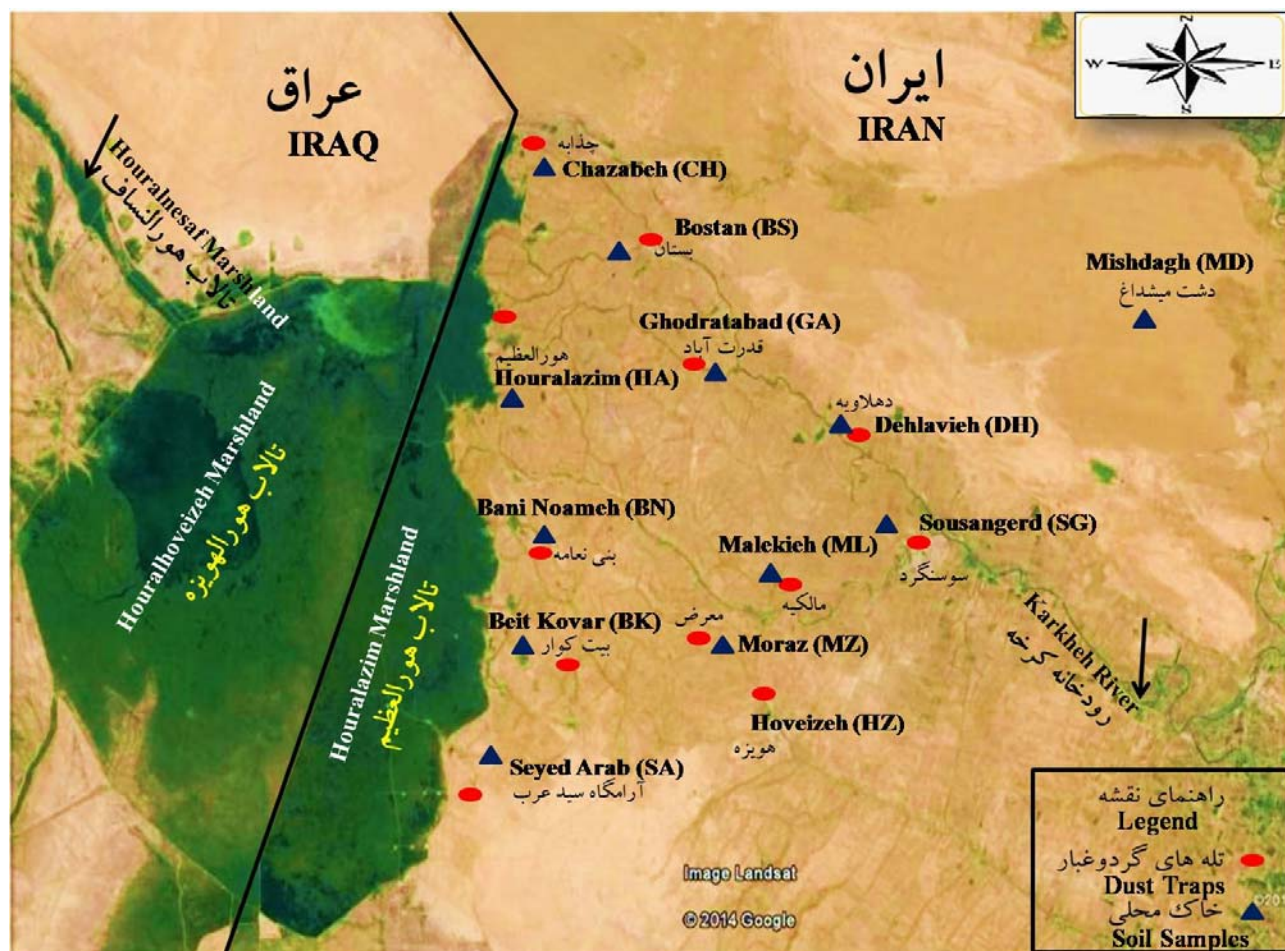 N
W
E
S
عراق
IRAQ
ایران
IRAN
Houralnesaf Marshland
تالاب هورالنساف
چذابه
Chazabeh (CH)
Bostan (BS)
بستان
Mishdagh (MD)
دشت میشداغ
Ghodratabad (GA)
قدرت آباد
هورالعظیم
Houralazim (HA)
دهلاویه
Dehlavieh (DH)
Houralhoveizeh Marshland
تالاب هورالهویزه
Houralazim Marshland
تالاب هورالعظیم
Bani Noameh (BN)
بنی نعامه
Sousangerd (SG)
سوسنگرد
Malekieh (ML)
مالکیه
Beit Kovar (BK)
بیت کوار
معرض
Moraz (MZ)
Karkheh River
رودخانه کرخه
Hoveizeh (HZ)
هویزه
Seyed Arab (SA)
آرامگاه سید عرب
راهنمای نقشه
Legend
تله های گردوغبار
Dust Traps
خاک محلی
Soil Samples
Image Landsat
© 2014 Google